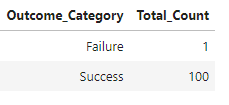 Outcome_Category Total_Count
Failure 1
Success 100